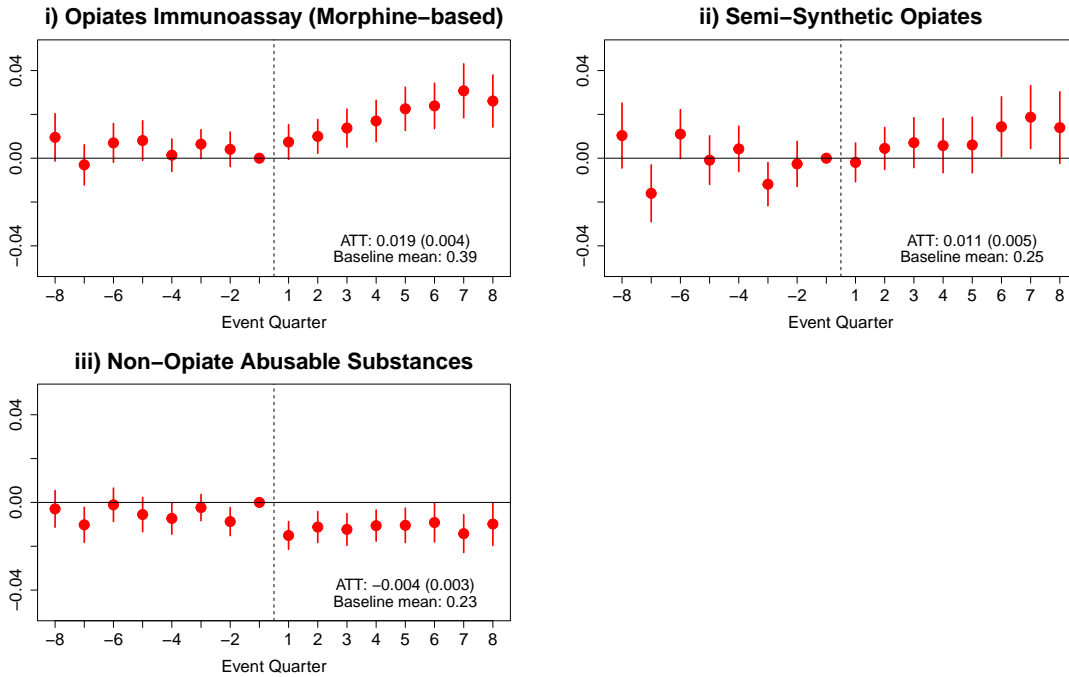 i) Opiates Immunoassay (Morphine−based)
0.04
0.00
−0.04
ATT: 0.019 (0.004)
Baseline mean: 0.39
−8 −6 −4 −2 1 2 3 4 5 6 7 8
Event Quarter
ii) Semi−Synthetic Opiates
0.04
0.00
−0.04
ATT: 0.011 (0.005)
Baseline mean: 0.25
−8 −6 −4 −2 1 2 3 4 5 6 7 8
Event Quarter
iii) Non−Opiate Abusable Substances
0.04
0.00
−0.04
ATT: −0.004 (0.003)
Baseline mean: 0.23
−8 −6 −4 −2 1 2 3 4 5 6 7 8
Event Quarter